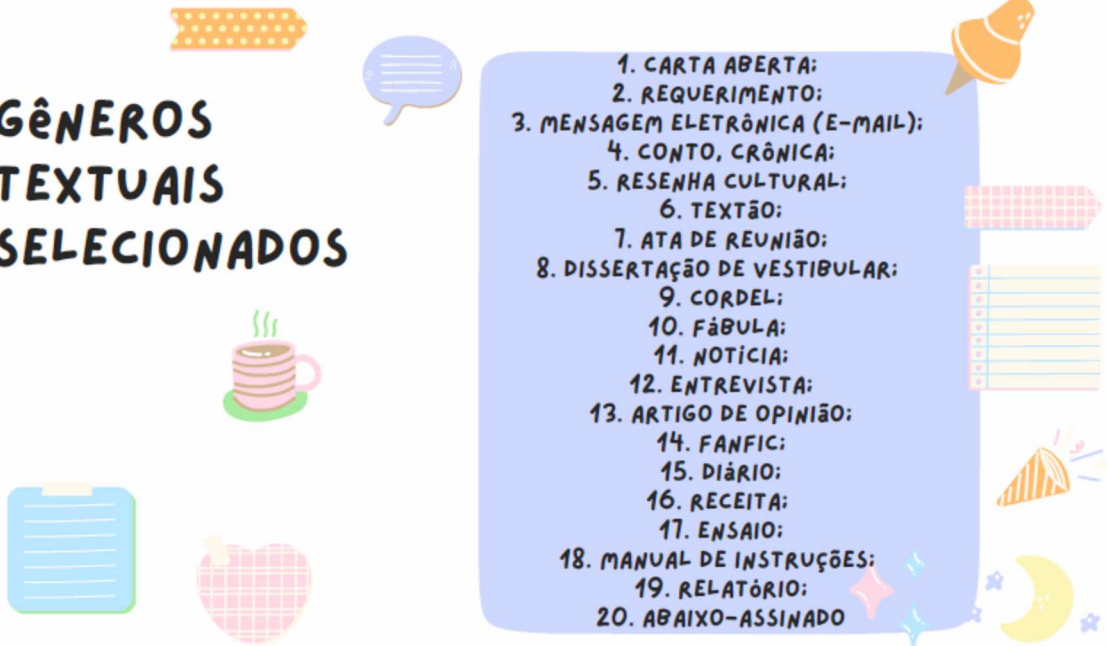 GÊNEROS
TEXTUAIS
SELECIONADOS
1. CARTA ABERTA;
2. REQUERIMENTO;
3. MENSAGEM ELETRÔNICA (E-MAIL);
4. CONTO, CRÔNICA;
5. RESENHA CULTURAL;
6. TEXTÃO;
7. ATA DE REUNIÃO;
8. DISSERTAÇÃO DE VESTIBULAR;
9. CORDEL;
10. FÁBULA;
11. NOTÍCIA;
12. ENTREVISTA;
13. ARTIGO DE OPINIÃO;
14. FANFIC;
15. DIÁRIO;
16. RECEITA;
17. ENSAIO;
18. MANUAL DE INSTRUÇÕES;
19. RELATÓRIO;
20. ABAIXO-ASSINADO